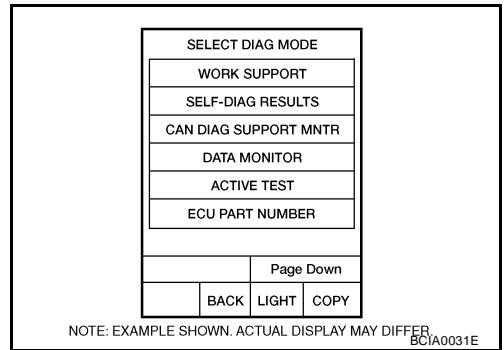 SELECT DIAG MODE
WORK SUPPORT
SELF-DIAG RESULTS
CAN DIAG SUPPORT MNTR
DATA MONITOR
ACTIVE TEST
ECU PART NUMBER
Page Down
BACK LIGHT COPY
NOTE: EXAMPLE SHOWN. ACTUAL DISPLAY MAY DIFFER.
BCIA0031E